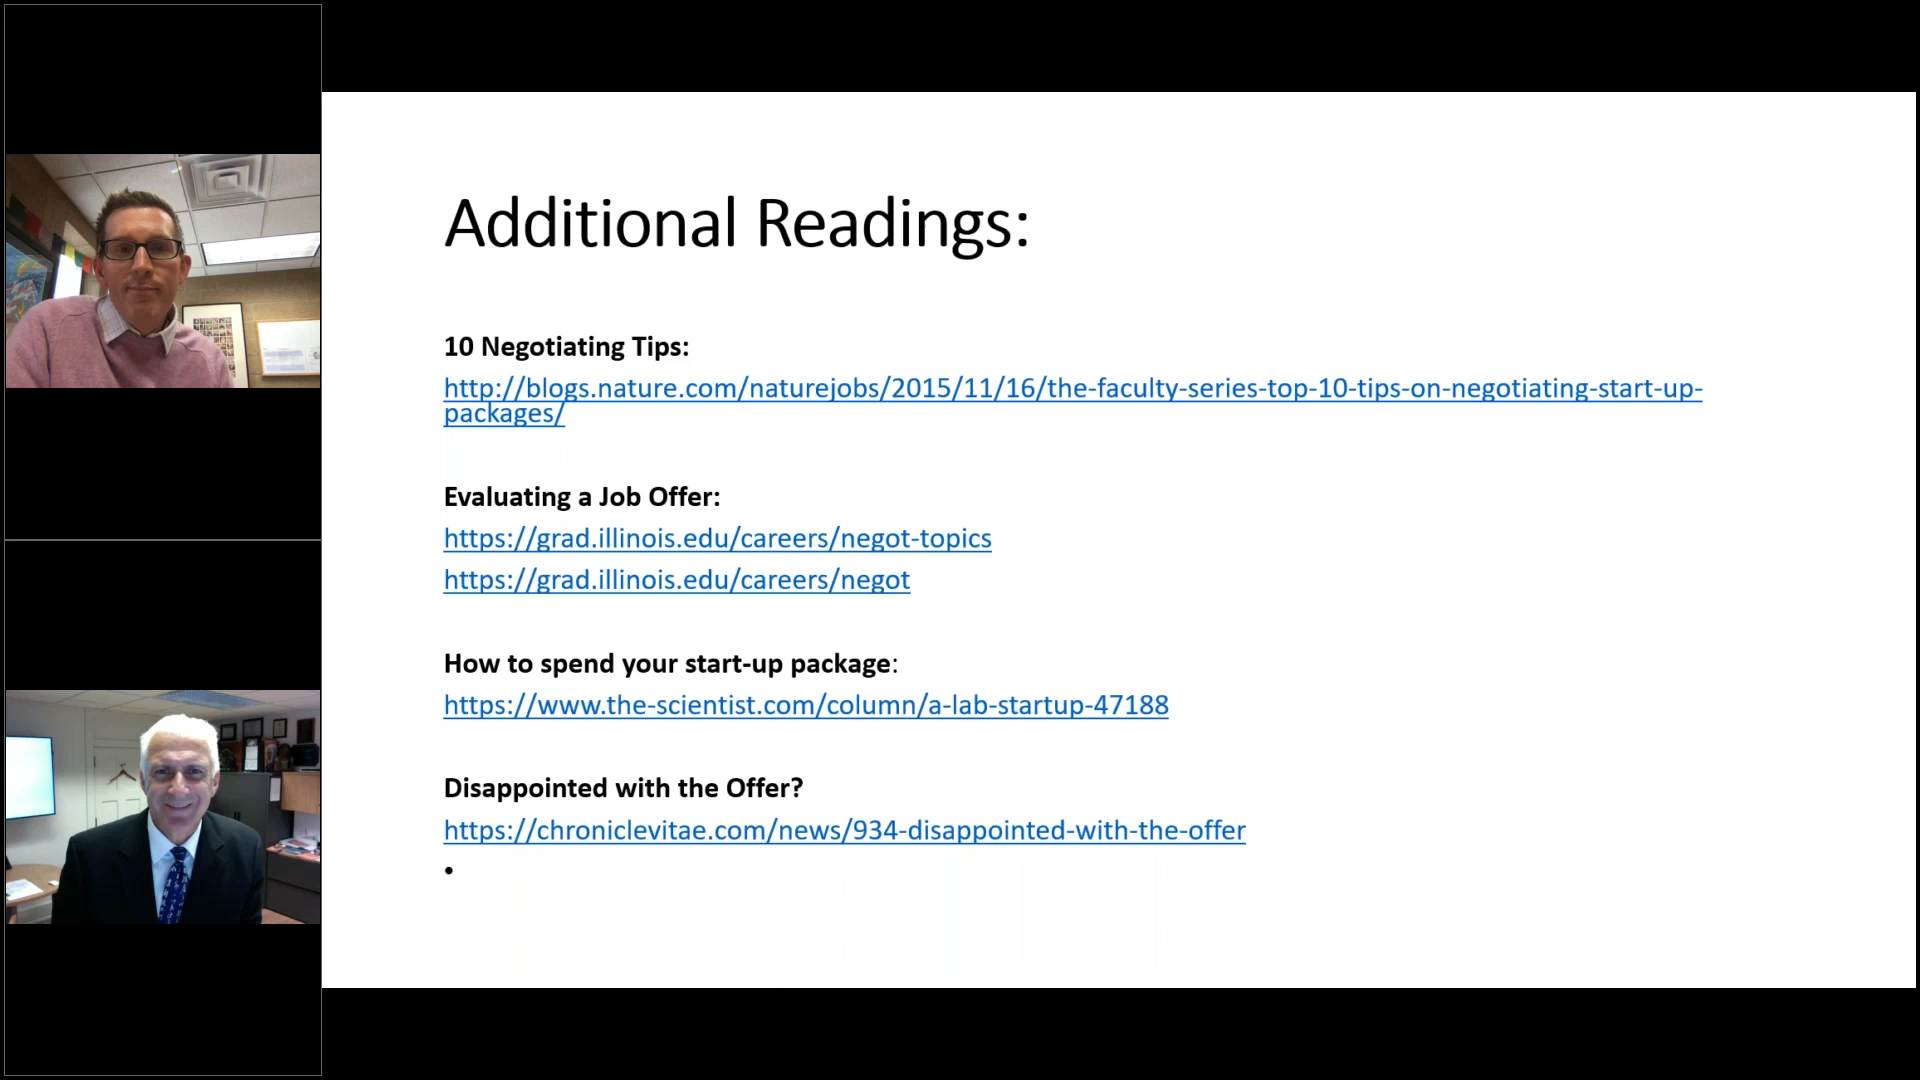 Additional Readings:
10 Negotiating Tips:
http://blogs.nature.com/naturejobs/2015/11/16/the-faculty-series-top-10-tips-on-negotiating-start-up-
packages/
Evaluating a Job Offer:
https://grad.illinois.edu/careers/negot-topics
https://grad.illinois.edu/careers/negot
How to spend your start-up package:
https://www.the-scientist.com/column/a-lab-startup-47188
Disappointed with the Offer?
https://chroniclevitae.com/news/934-disappointed-with-the-offer
•